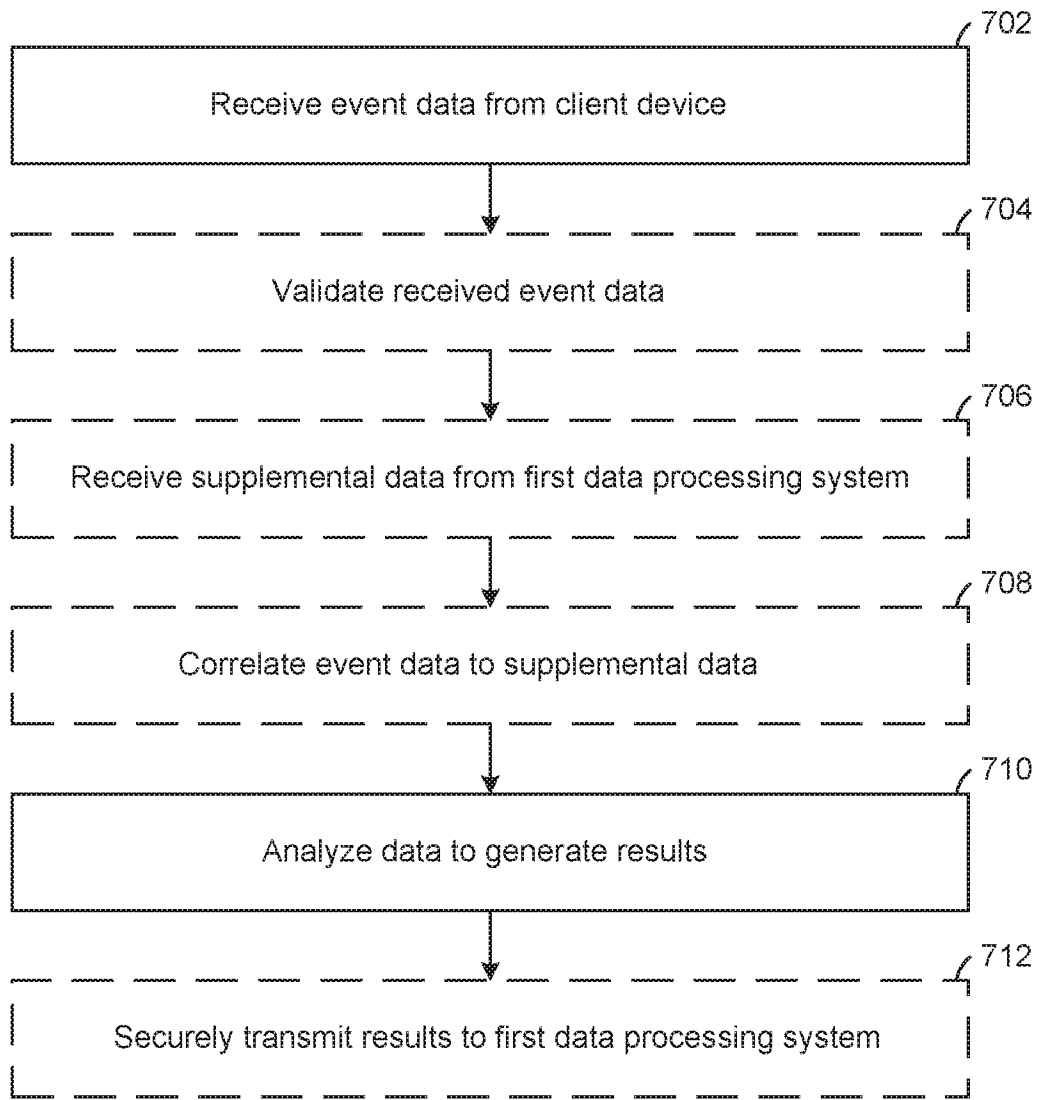 702
Receive event data from client device
704
Validate received event data
706
Receive supplemental data from first data processing system
708
Correlate event data to supplemental data
710
Analyze data to generate results
712
Securely transmit results to first data processing system